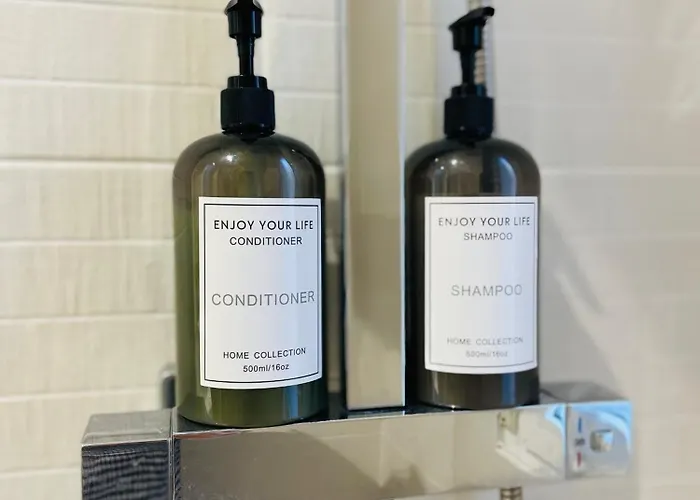 ENJOY YOUR LIFE
CONDITIONER
CONDITIONER
HOME COLLECTION
500ml/16oz
ENJOY YOUR LIFE
SHAMPOO
SHAMPOO
HOME COLLECTION
500ml/16oz